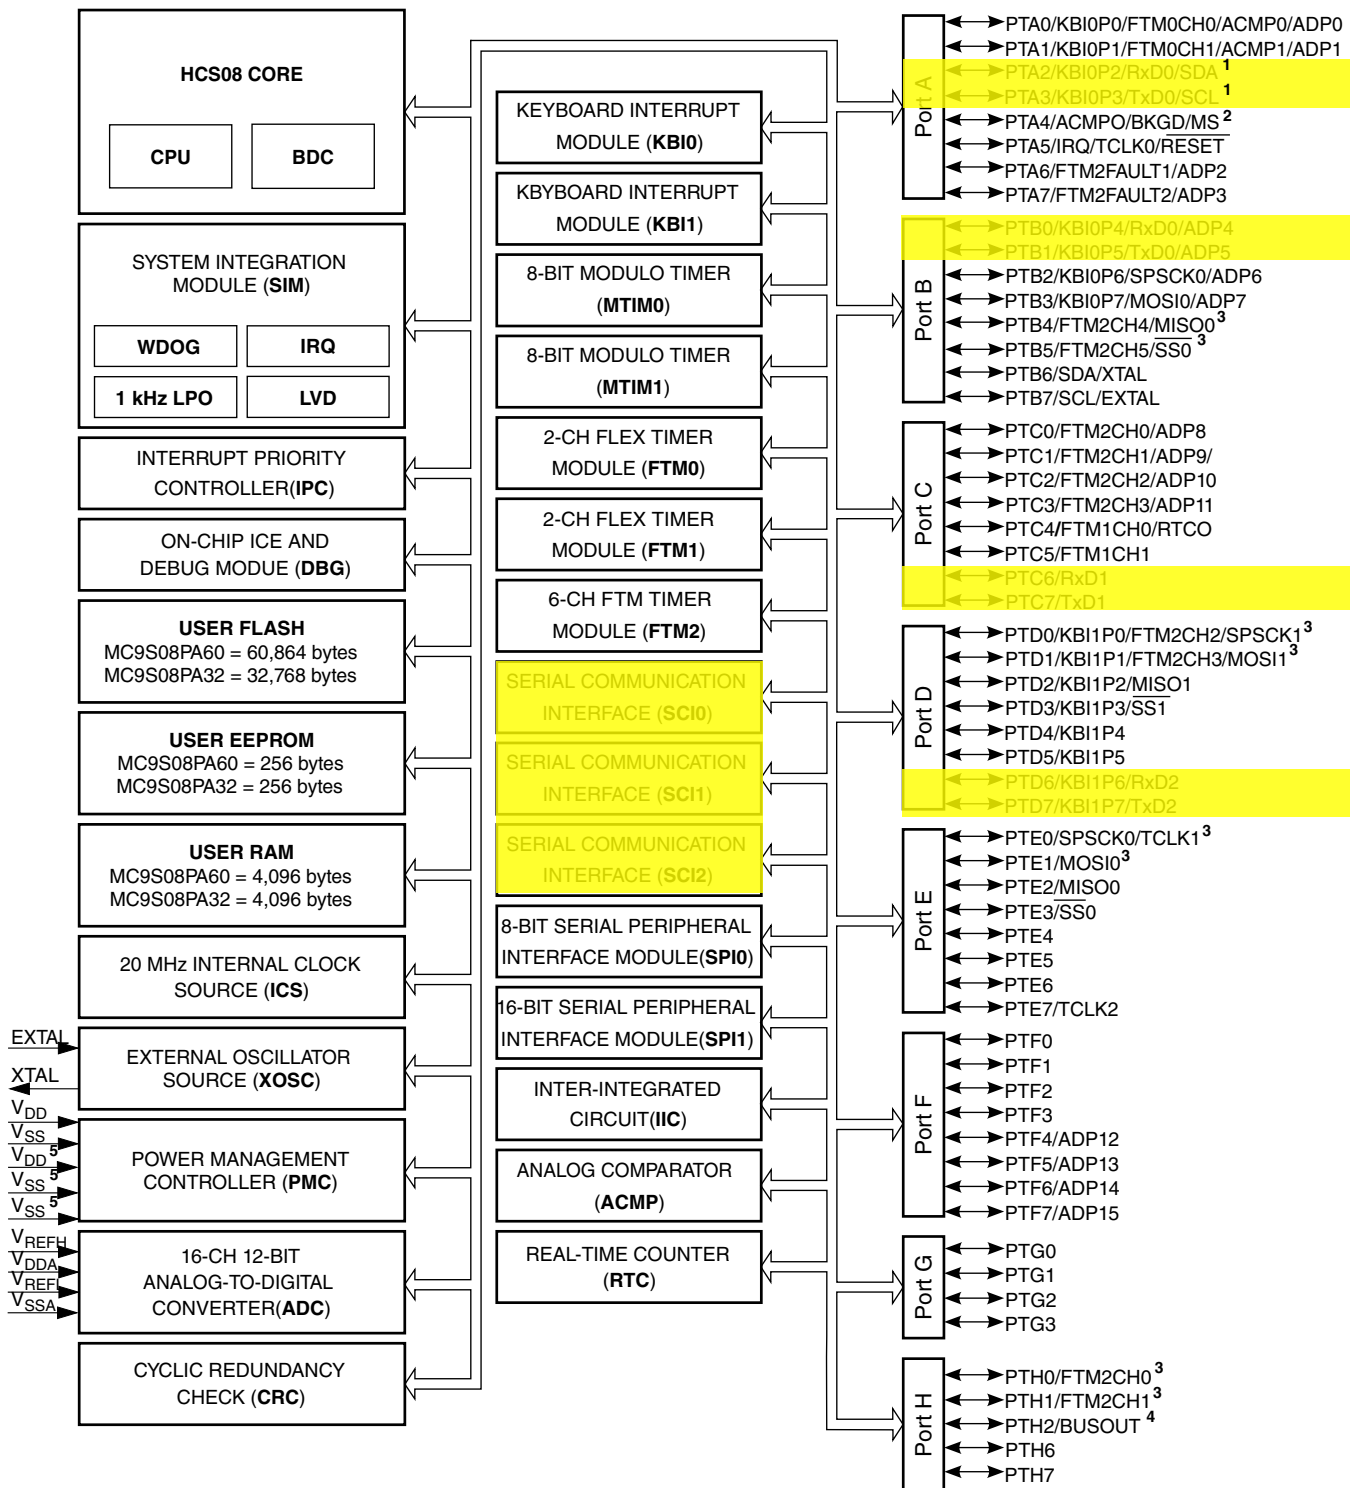 HCS08 CORE
CPU
BDC
SYSTEM INTEGRATION
MODULE (SIM)
WDOG
IRQ
1 kHz LPO
LVD
INTERRUPT PRIORITY
CONTROLLER(IPC)
ON-CHIP ICE AND
DEBUG MODUE (DBG)
USER FLASH
MC9S08PA60 = 60,864 bytes
MC9S08PA32 = 32,768 bytes
USER EEPROM
MC9S08PA60 = 256 bytes
MC9S08PA32 = 256 bytes
USER RAM
MC9S08PA60 = 4,096 bytes
MC9S08PA32 = 4,096 bytes
20 MHz INTERNAL CLOCK
SOURCE (ICS)
EXTAL
XTAL
EXTERNAL OSCILLATOR
SOURCE (XOSC)
VDD
VSS
VDD 5
VSS 5
VSS 5
POWER MANAGEMENT
CONTROLLER (PMC)
VREFH
VDDA
VREFL
VSSA
16-CH 12-BIT
ANALOG-TO-DIGITAL
CONVERTER(ADC)
CYCLIC REDUNDANCY
CHECK (CRC)
KEYBOARD INTERRUPT
MODULE (KBI0)
KBYBOARD INTERRUPT
MODULE (KBI1)
8-BIT MODULO TIMER
(MTIM0)
8-BIT MODULO TIMER
(MTIM1)
2-CH FLEX TIMER
MODULE (FTM0)
2-CH FLEX TIMER
MODULE (FTM1)
6-CH FTM TIMER
MODULE (FTM2)
SERIAL COMMUNICATION
INTERFACE (SCI0)
SERIAL COMMUNICATION
INTERFACE (SCI1)
SERIAL COMMUNICATION
INTERFACE (SCI2)
8-BIT SERIAL PERIPHERAL
INTERFACE MODULE(SPI0)
16-BIT SERIAL PERIPHERAL
INTERFACE MODULE(SPI1)
INTER-INTEGRATED
CIRCUIT(IIC)
ANALOG COMPARATOR
(ACMP)
REAL-TIME COUNTER
(RTC)
Port A
PTA0/KBI0P0/FTM0CH0/ACMP0/ADP0
PTA1/KBI0P1/FTM0CH1/ACMP1/ADP1
PTA2/KBI0P2/RxD0/SDA 1
PTA3/KBI0P3/TxD0/SCL 1
PTA4/ACMPO/BKGD/MS 2
PTA5/IRQ/TCLK0/RESET
PTA6/FTM2FAULT1/ADP2
PTA7/FTM2FAULT2/ADP3
Port B
PTB0/KBI0P4/RxD0/ADP4
PTB1/KBI0P5/TxD0/ADP5
PTB2/KBI0P6/SPSCK0/ADP6
PTB3/KBI0P7/MOSI0/ADP7
PTB4/FTM2CH4/MISO0 3
PTB5/FTM2CH5/SS0 3
PTB6/SDA/XTAL
PTB7/SCL/EXTAL
Port C
PTC0/FTM2CH0/ADP8
PTC1/FTM2CH1/ADP9/
PTC2/FTM2CH2/ADP10
PTC3/FTM2CH3/ADP11
PTC4/FTM1CH0/RTCO
PTC5/FTM1CH1
PTC6/RxD1
PTC7/TxD1
Port D
PTD0/KBI1P0/FTM2CH2/SPSCK1 3
PTD1/KBI1P1/FTM2CH3/MOSI1 3
PTD2/KBI1P2/MISO1
PTD3/KBI1P3/SS1
PTD4/KBI1P4
PTD5/KBI1P5
PTD6/KBI1P6/RxD2
PTD7/KBI1P7/TxD2
Port E
PTE0/SPSCK0/TCLK1 3
PTE1/MOSI0 3
PTE2/MISO0
PTE3/SS0
PTE4
PTE5
PTE6
PTE7/TCLK2
Port F
PTF0
PTF1
PTF2
PTF3
PTF4/ADP12
PTF5/ADP13
PTF6/ADP14
PTF7/ADP15
Port G
PTG0
PTG1
PTG2
PTG3
Port H
PTH0/FTM2CH0 3
PTH1/FTM2CH1 3
PTH2/BUSOUT 4
PTH6
PTH7